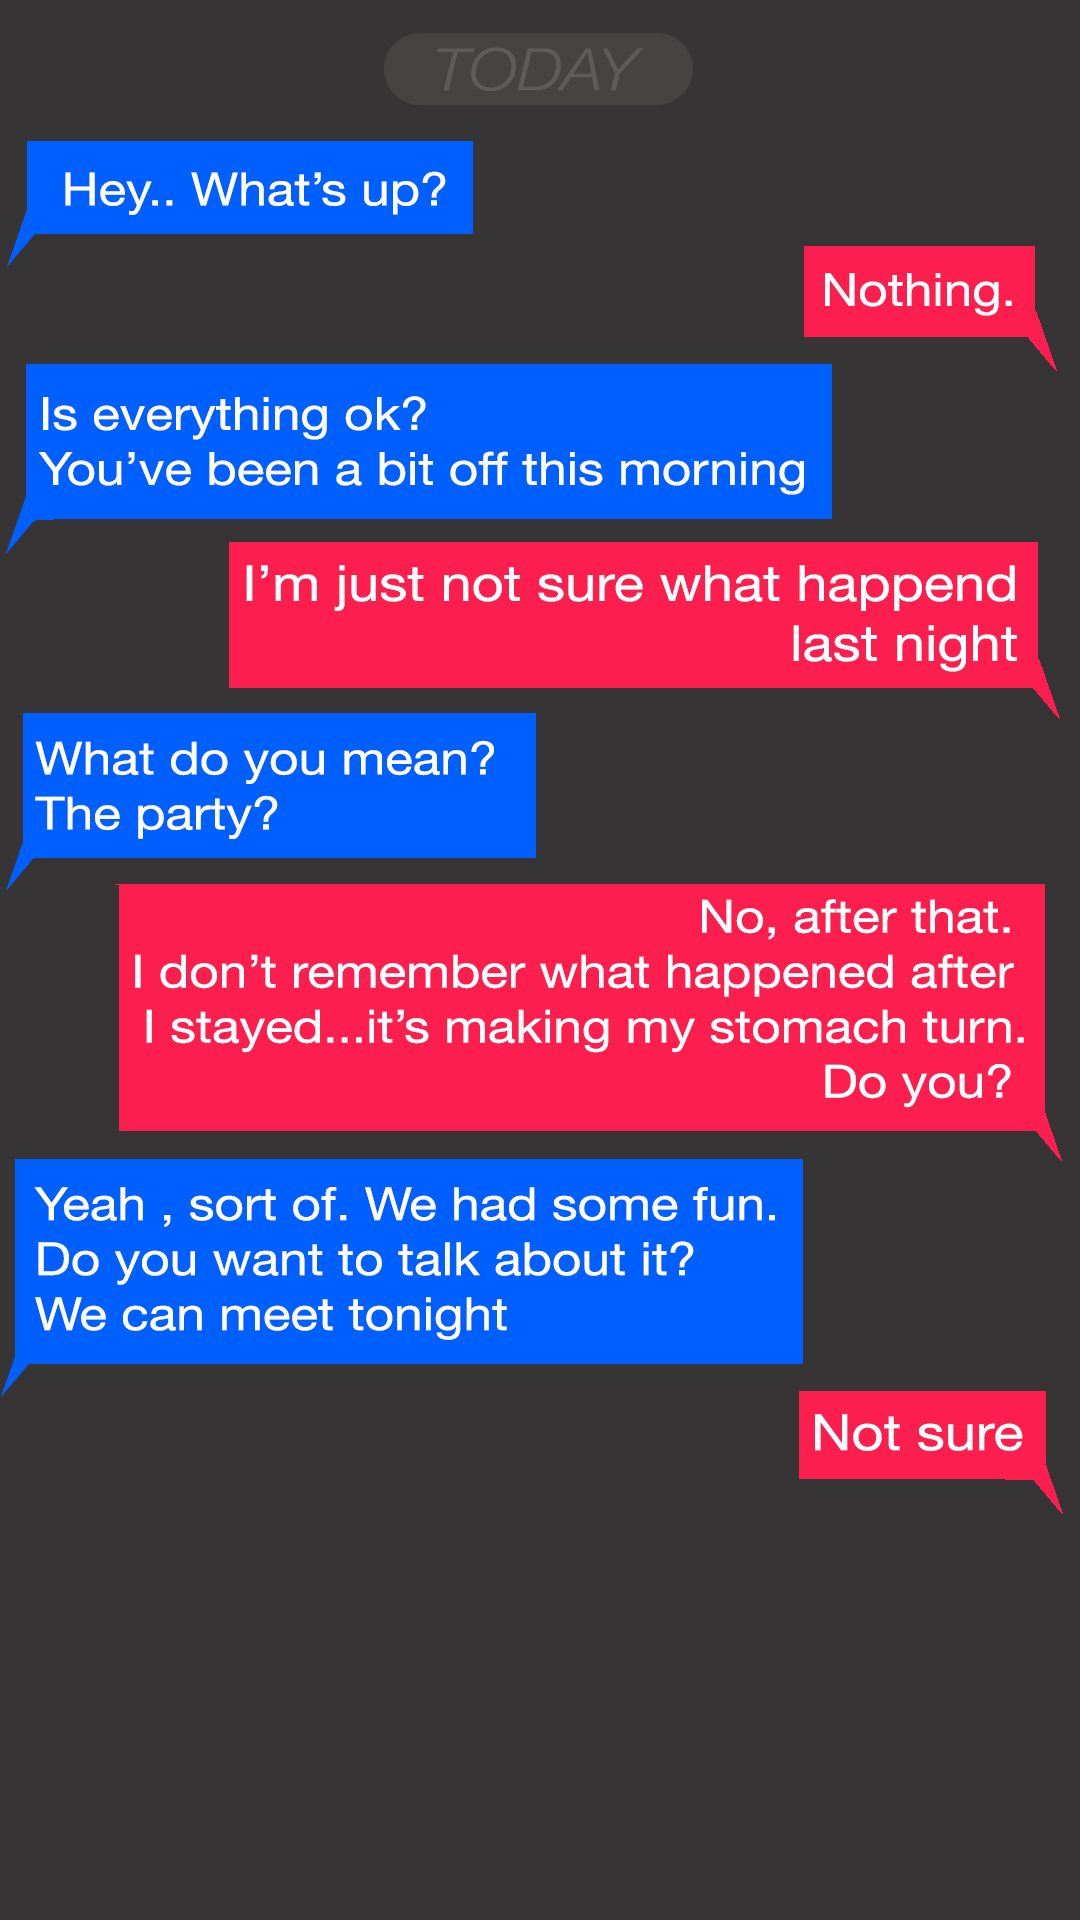 TODAY
Hey.. What’s up?
Nothing.
Is everything ok?
You’ve been a bit off this morning
I’m just not sure what happend
last night
What do you mean?
The party?
No, after that.
I don’t remember what happened after
I stayed...it’s making my stomach turn.
Do you?
Yeah , sort of. We had some fun.
Do you want to talk about it?
We can meet tonight
Not sure